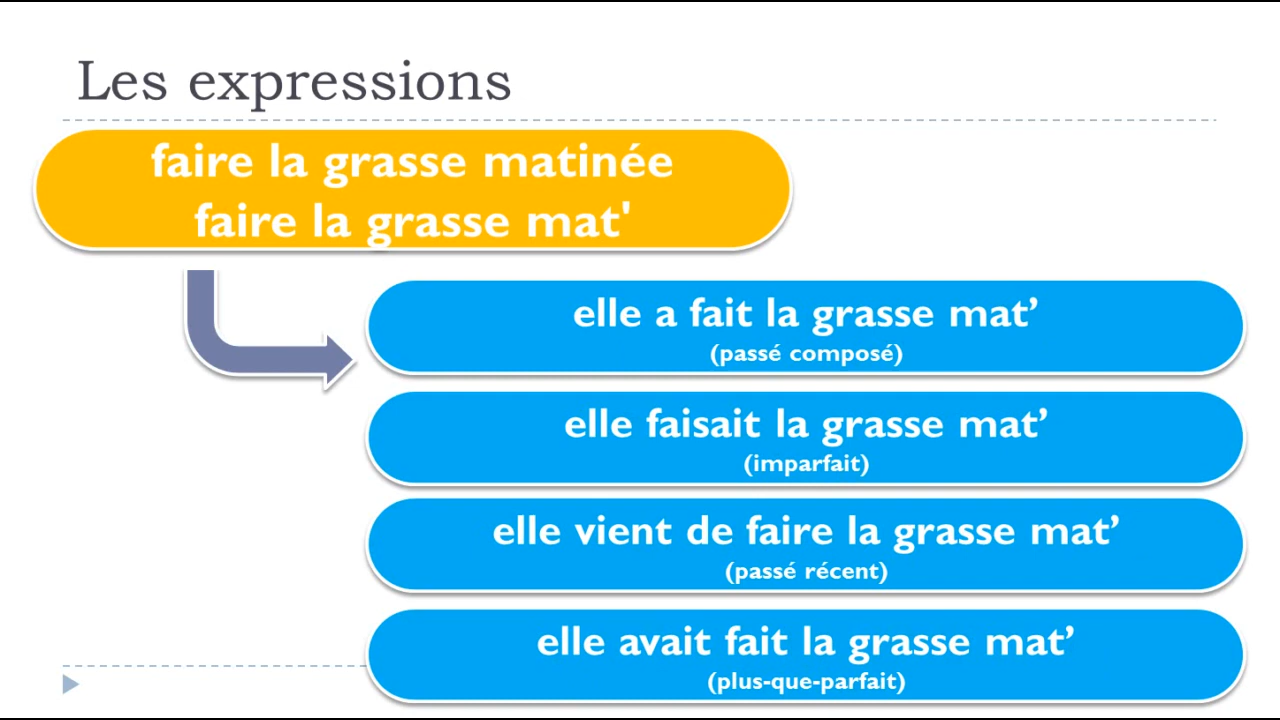 Les expressions
faire la grasse matinée
faire la grasse mat'
elle a fait la grasse mat’
(passé composé)
elle faisait la grasse mat’
(imparfait)
elle vient de faire la grasse mat’
(passé récent)
elle avait fait la grasse mat’
(plus-que-parfait)